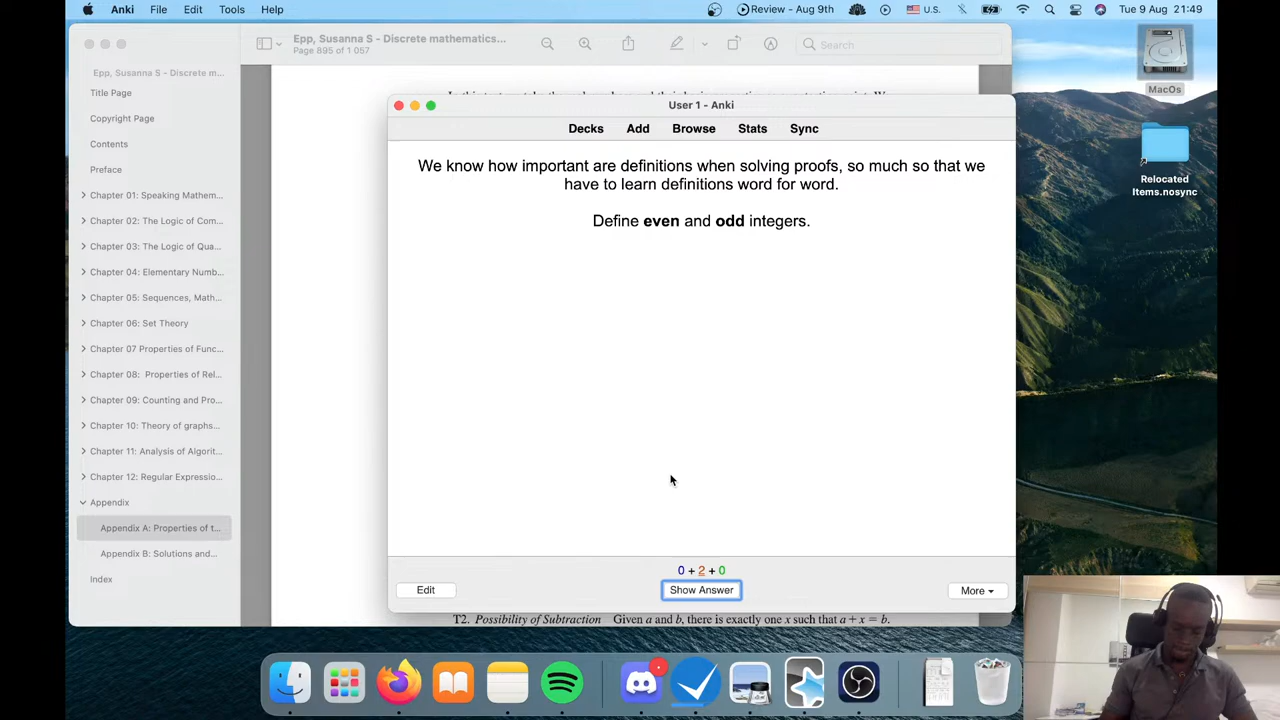 Anki File Edit Tools Help
Review - Aug 9th U.S. Tue 9 Aug 21:49
Epp, Susanna S - Discrete mathematics...
Page 895 of 1 057
Search
Epp, Susanna S - Discrete m...
Title Page
Copyright Page
Contents
Preface
Chapter 01: Speaking Mathem...
Chapter 02: The Logic of Com...
Chapter 03: The Logic of Qua...
Chapter 04: Elementary Numb...
Chapter 05: Sequences, Math...
Chapter 06: Set Theory
Chapter 07 Properties of Func...
Chapter 08: Properties of Rel...
Chapter 09: Counting and Pro...
Chapter 10: Theory of graphs...
Chapter 11: Analysis of Algorit...
Chapter 12: Regular Expressio...
Appendix
Appendix A: Properties of t...
Appendix B: Solutions and...
Index
User 1 - Anki
Decks Add Browse Stats Sync
We know how important are definitions when solving proofs, so much so that we
have to learn definitions word for word.
Define even and odd integers.
0 + 2 + 0
Edit Show Answer More
T2. Possibility of Subtraction Given a and b, there is exactly one x such that a + x = b.
MacOs
Relocated
Items.nosync